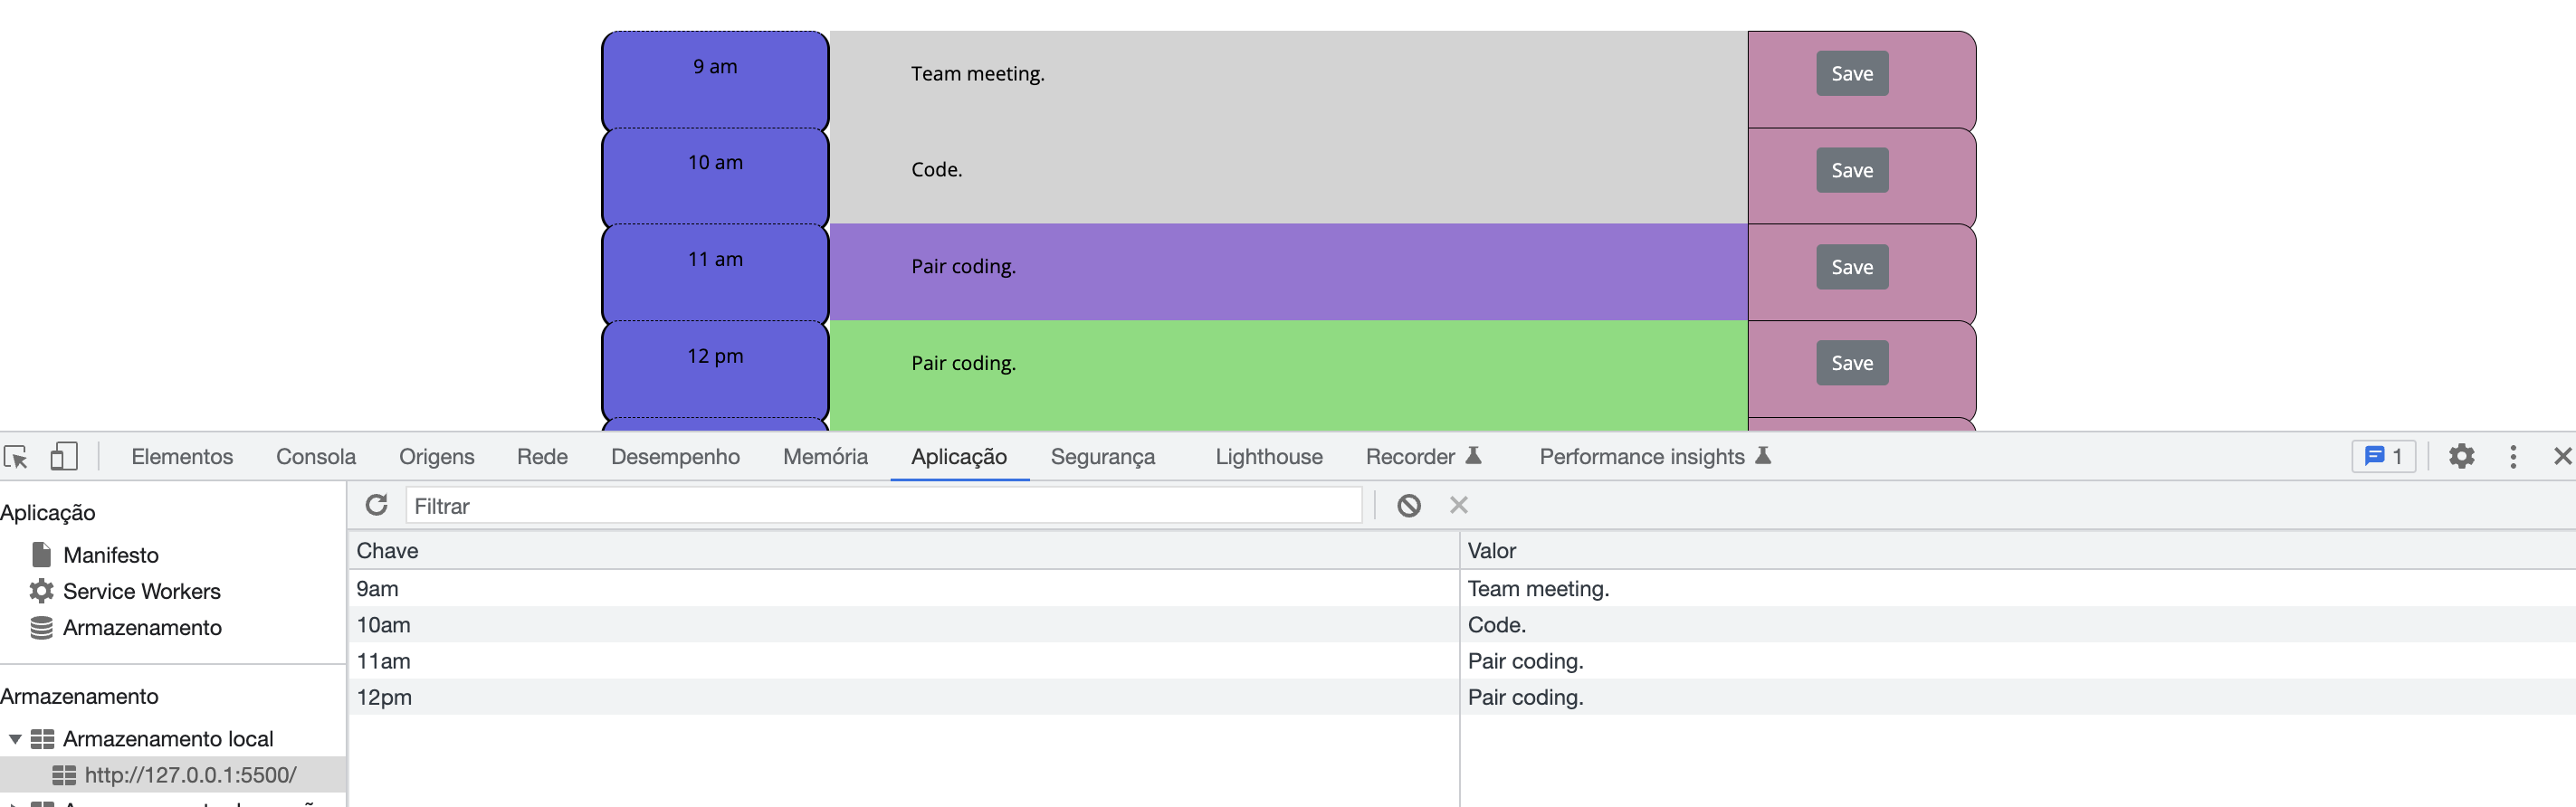 9 am Team meeting. Save
10 am Code. Save
11 am Pair coding. Save
12 pm Pair coding. Save
Elementos Consola Origens Rede Desempenho Memória Aplicação Segurança Lighthouse Recorder Performance insights 1
Aplicação
Manifesto
Service Workers
Armazenamento
Armazenamento
Armazenamento local
http://127.0.0.1:5500/
Filtrar
Chave Valor
9am Team meeting.
10am Code.
11am Pair coding.
12pm Pair coding.